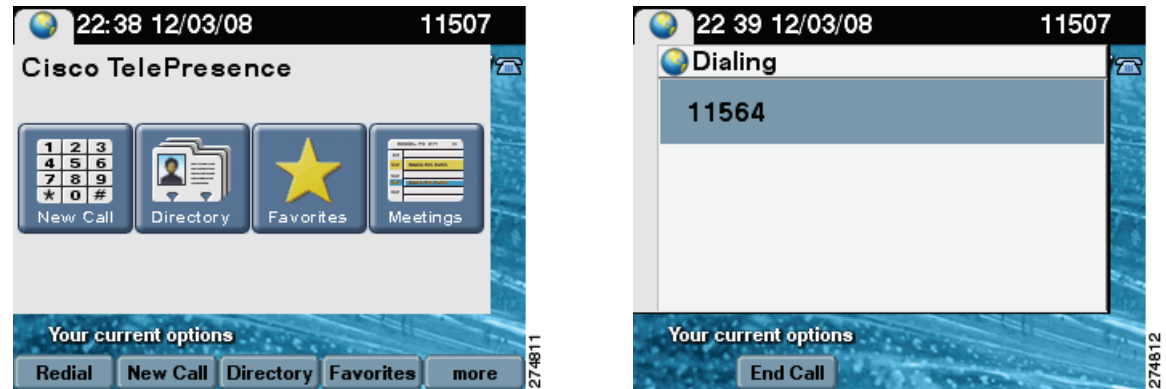 22:38 12/03/08 11507
Cisco TelePresence
1 2 3
4 5 6
7 8 9
* 0 #
New Call Directory Favorites Meetings
Your current options
Redial New Call Directory Favorites more
274811
22 39 12/03/08 11507
Dialing
11564
Your current options
End Call
274812